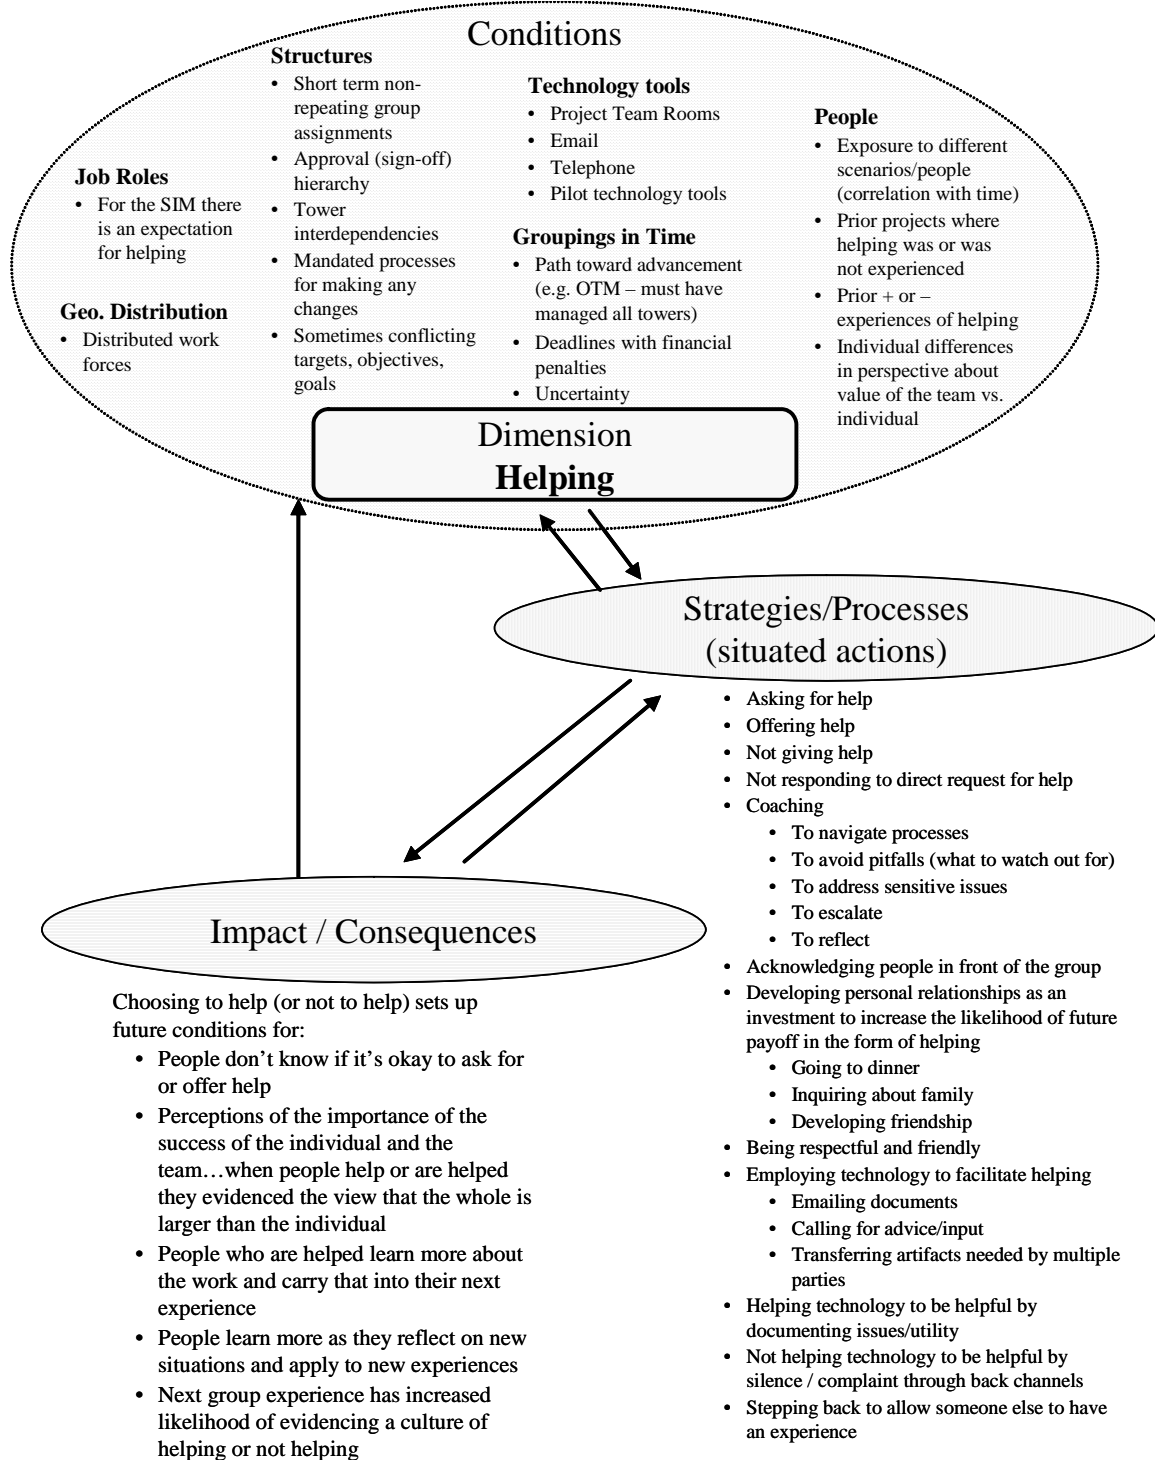 Conditions
Structures
• Short term non-
repeating group
assignments
• Approval (sign-off)
hierarchy
• Tower
interdependencies
• Mandated processes
for making any
changes
• Sometimes conflicting
targets, objectives,
goals
Technology tools
• Project Team Rooms
• Email
• Telephone
• Pilot technology tools
People
• Exposure to different
scenarios/people
(correlation with time)
• Prior projects where
helping was or was
not experienced
• Prior + or –
experiences of helping
• Individual differences
in perspective about
value of the team vs.
individual
Job Roles
• For the SIM there
is an expectation
for helping
Groupings in Time
• Path toward advancement
(e.g. OTM – must have
managed all towers)
• Deadlines with financial
penalties
• Uncertainty
Geo. Distribution
• Distributed work
forces
Dimension
Helping
Strategies/Processes
(situated actions)
• Asking for help
• Offering help
• Not giving help
• Not responding to direct request for help
• Coaching
• To navigate processes
• To avoid pitfalls (what to watch out for)
• To address sensitive issues
• To escalate
• To reflect
• Acknowledging people in front of the group
• Developing personal relationships as an
investment to increase the likelihood of future
payoff in the form of helping
• Going to dinner
• Inquiring about family
• Developing friendship
• Being respectful and friendly
• Employing technology to facilitate helping
• Emailing documents
• Calling for advice/input
• Transferring artifacts needed by multiple
parties
• Helping technology to be helpful by
documenting issues/utility
• Not helping technology to be helpful by
silence / complaint through back channels
• Stepping back to allow someone else to have
an experience
Impact / Consequences
Choosing to help (or not to help) sets up
future conditions for:
• People don’t know if it’s okay to ask for
or offer help
• Perceptions of the importance of the
success of the individual and the
team…when people help or are helped
they evidenced the view that the whole is
larger than the individual
• People who are helped learn more about
the work and carry that into their next
experience
• People learn more as they reflect on new
situations and apply to new experiences
• Next group experience has increased
likelihood of evidencing a culture of
helping or not helping